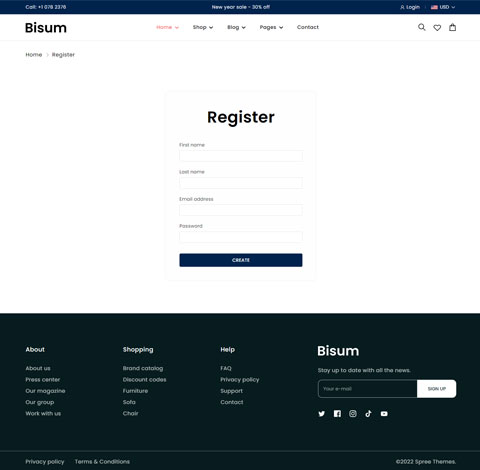 Call: +1 078 2376
New year sale - 30% off
Login
USD
Bisum
Home
Shop
Blog
Pages
Contact
Home > Register
Register
First name
Last name
Email address
Password
CREATE
About
About us
Press center
Our magazine
Our group
Work with us
Shopping
Brand catalog
Discount codes
Furniture
Sofa
Chair
Help
FAQ
Privacy policy
Support
Contact
Bisum
Stay up to date with all the news.
Your e-mail
SIGN UP
Privacy policy
Terms & Conditions
©2022 Spree Themes.